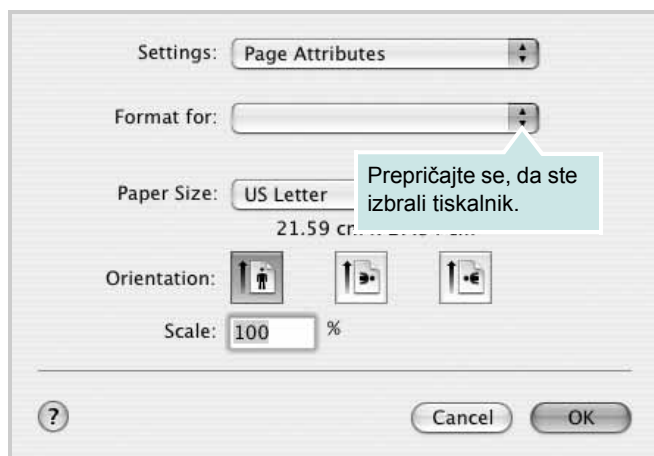 Settings: Page Attributes
Format for:
Prepričajte se, da ste
izbrali tiskalnik.
Paper Size: US Letter
21.59 cm
Orientation:
Scale: 100 %
? Cancel OK